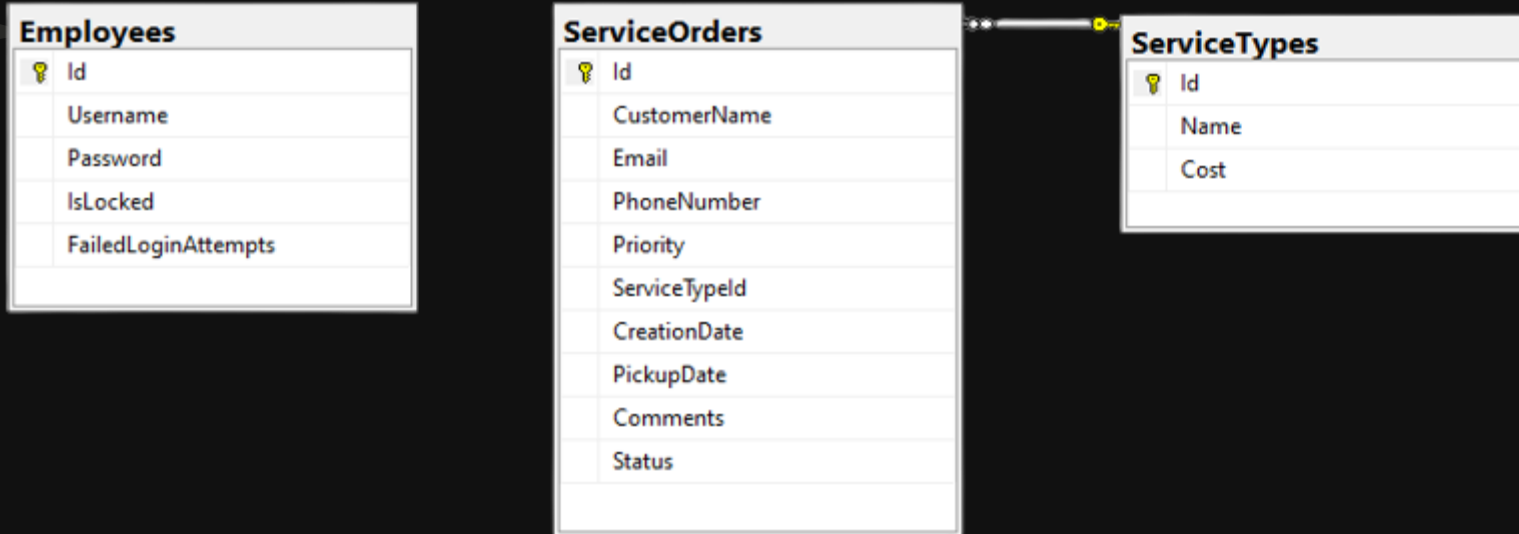 Employees
Id
Username
Password
IsLocked
FailedLoginAttempts
ServiceOrders
Id
CustomerName
Email
PhoneNumber
Priority
ServiceTypeId
CreationDate
PickupDate
Comments
Status
ServiceTypes
Id
Name
Cost